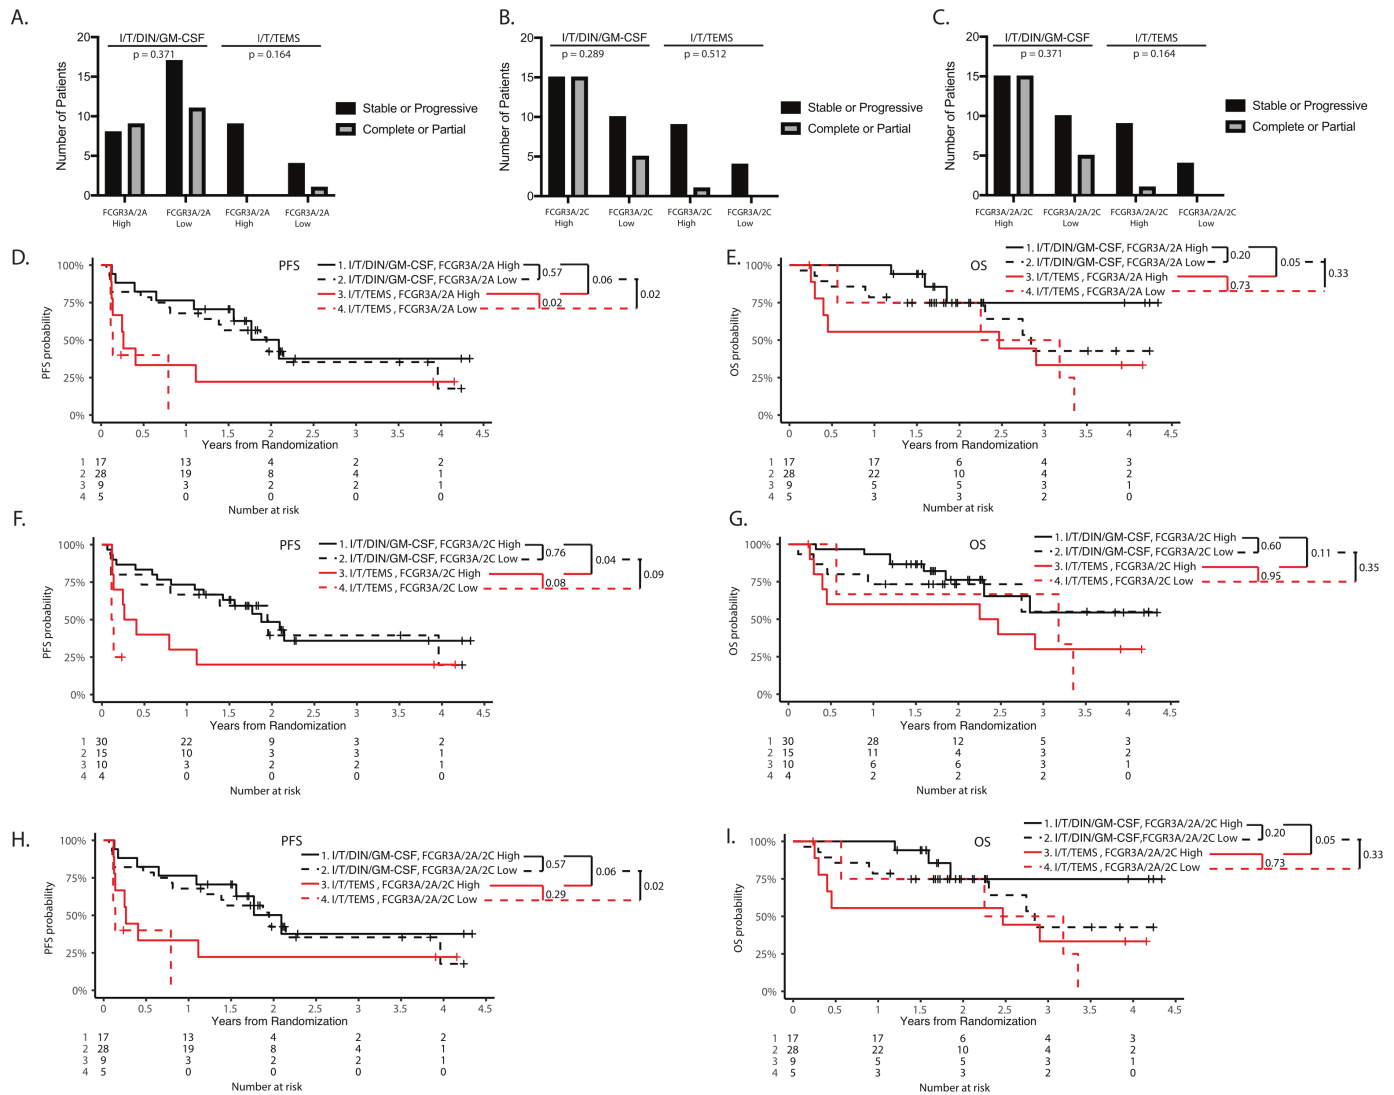 A.
I/T/DIN/GM-CSF I/T/TEMS
p = 0.371 p = 0.164
Number of Patients
20
15
10
5
0
Stable or Progressive
Complete or Partial
FCGR3A/2A High
FCGR3A/2A Low
FCGR3A/2A High
FCGR3A/2A Low
B.
I/T/DIN/GM-CSF I/T/TEMS
p = 0.289 p = 0.512
Number of Patients
20
15
10
5
0
Stable or Progressive
Complete or Partial
FCGR3A/2C High
FCGR3A/2C Low
FCGR3A/2C High
FCGR3A/2C Low
C.
I/T/DIN/GM-CSF I/T/TEMS
p = 0.371 p = 0.164
Number of Patients
20
15
10
5
0
Stable or Progressive
Complete or Partial
FCGR3A/2A/2C High
FCGR3A/2A/2C Low
FCGR3A/2A/2C High
FCGR3A/2A/2C Low
D.
PFS
1. I/T/DIN/GM-CSF, FCGR3A/2A High
2. I/T/DIN/GM-CSF, FCGR3A/2A Low
3. I/T/TEMS , FCGR3A/2A High
4. I/T/TEMS , FCGR3A/2A Low
0.57
0.02
0.06
0.02
PFS probability
100%
75%
50%
25%
0%
0 0.5 1 1.5 2 2.5 3 3.5 4 4.5
Years from Randomization
1 17 13 4 2 2
2 28 19 8 4 1
3 9 3 2 2 1
4 5 0 0 0 0
Number at risk
E.
OS
1. I/T/DIN/GM-CSF, FCGR3A/2A High
2. I/T/DIN/GM-CSF, FCGR3A/2A Low
3. I/T/TEMS , FCGR3A/2A High
4. I/T/TEMS , FCGR3A/2A Low
0.20
0.73
0.05
0.33
OS probability
100%
75%
50%
25%
0%
0 0.5 1 1.5 2 2.5 3 3.5 4 4.5
Years from Randomization
1 17 17 6 4 3
2 28 22 10 4 2
3 9 5 5 3 1
4 5 3 3 2 0
Number at risk
F.
PFS
1. I/T/DIN/GM-CSF, FCGR3A/2C High
2. I/T/DIN/GM-CSF, FCGR3A/2C Low
3. I/T/TEMS , FCGR3A/2C High
4. I/T/TEMS , FCGR3A/2C Low
0.76
0.08
0.04
0.09
PFS probability
100%
75%
50%
25%
0%
0 0.5 1 1.5 2 2.5 3 3.5 4 4.5
Years from Randomization
1 30 22 9 3 2
2 15 10 3 3 1
3 10 3 2 2 1
4 4 0 0 0 0
Number at risk
G.
OS
1. I/T/DIN/GM-CSF, FCGR3A/2C High
2. I/T/DIN/GM-CSF, FCGR3A/2C Low
3. I/T/TEMS , FCGR3A/2C High
4. I/T/TEMS , FCGR3A/2C Low
0.60
0.95
0.11
0.35
OS probability
100%
75%
50%
25%
0%
0 0.5 1 1.5 2 2.5 3 3.5 4 4.5
Years from Randomization
1 30 28 12 5 3
2 15 11 4 3 2
3 10 6 6 3 1
4 4 2 2 2 0
Number at risk
H.
PFS
1. I/T/DIN/GM-CSF, FCGR3A/2A/2C High
2. I/T/DIN/GM-CSF, FCGR3A/2A/2C Low
3. I/T/TEMS , FCGR3A/2A/2C High
4. I/T/TEMS , FCGR3A/2A/2C Low
0.57
0.29
0.06
0.02
PFS probability
100%
75%
50%
25%
0%
0 0.5 1 1.5 2 2.5 3 3.5 4 4.5
Years from Randomization
1 17 13 4 2 2
2 28 19 8 4 1
3 9 3 2 2 1
4 5 0 0 0 0
Number at risk
I.
OS
1. I/T/DIN/GM-CSF, FCGR3A/2A/2C High
2. I/T/DIN/GM-CSF,FCGR3A/2A/2C Low
3. I/T/TEMS , FCGR3A/2A/2C High
4. I/T/TEMS , FCGR3A/2A/2C Low
0.20
0.73
0.05
0.33
OS probability
100%
75%
50%
25%
0%
0 0.5 1 1.5 2 2.5 3 3.5 4 4.5
Years from Randomization
1 17 17 6 4 3
2 28 22 10 4 2
3 9 5 5 3 1
4 5 3 3 2 0
Number at risk